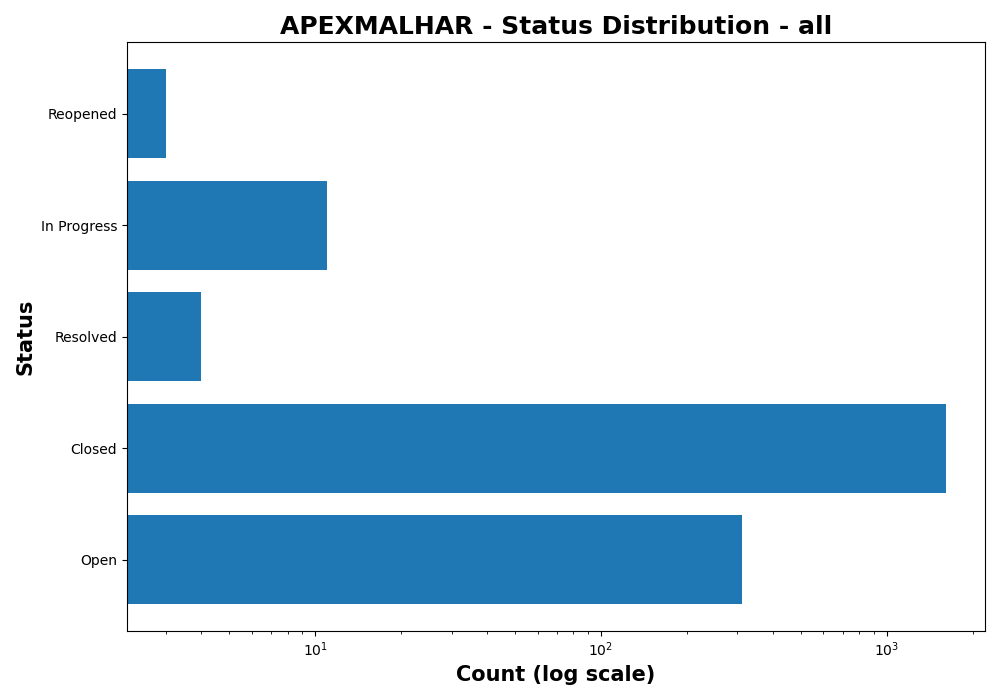 APEXMALHAR - Status Distribution - all
Reopened
In Progress
Resolved
Closed
Open
Status
10¹ 10² 10³
Count (log scale)